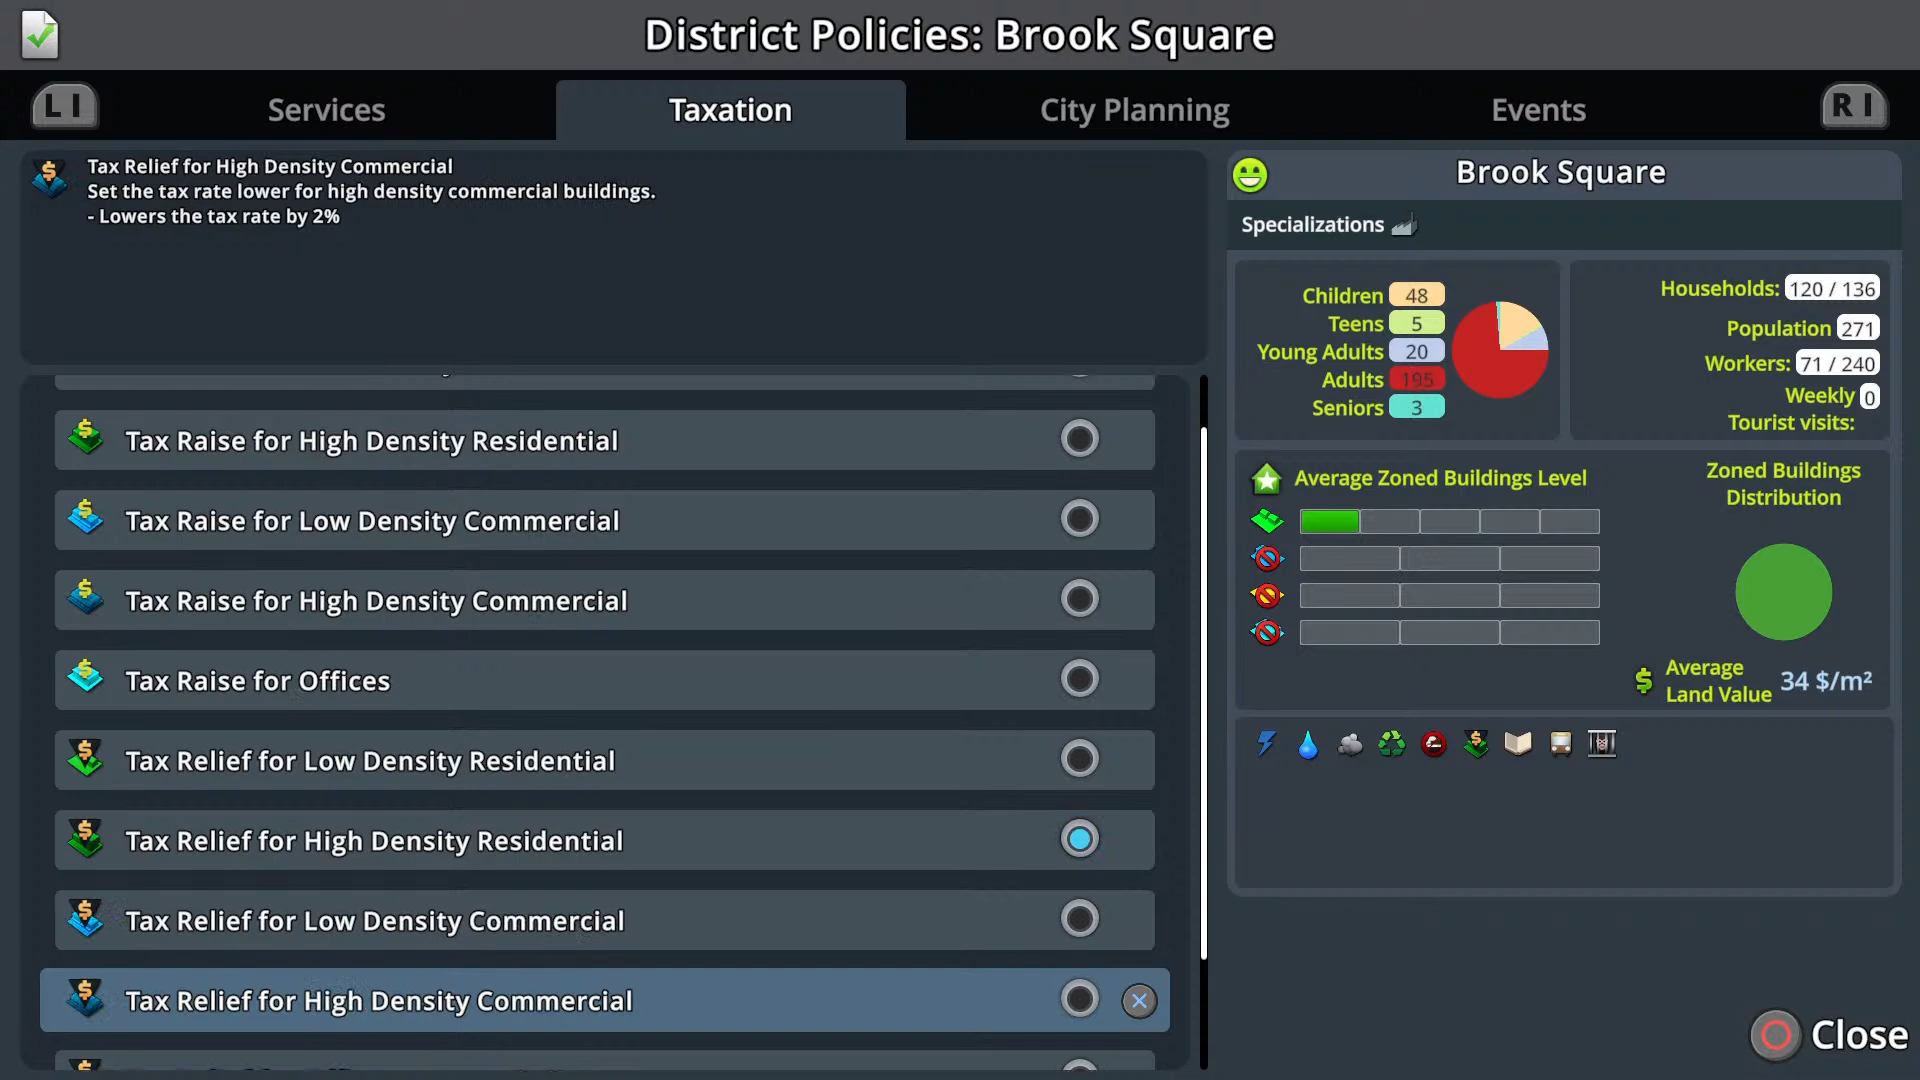 District Policies: Brook Square
L1
Services
Taxation
City Planning
Events
R1
Tax Relief for High Density Commercial
Set the tax rate lower for high density commercial buildings.
- Lowers the tax rate by 2%
Tax Raise for High Density Residential
Tax Raise for Low Density Commercial
Tax Raise for High Density Commercial
Tax Raise for Offices
Tax Relief for Low Density Residential
Tax Relief for High Density Residential
Tax Relief for Low Density Commercial
Tax Relief for High Density Commercial
Brook Square
Specializations
Children 48
Teens 5
Young Adults 20
Adults 195
Seniors 3
Households: 120 / 136
Population 271
Workers: 71 / 240
Weekly 0
Tourist visits:
Average Zoned Buildings Level
Zoned Buildings
Distribution
$ Average
Land Value 34 $/m²
Close